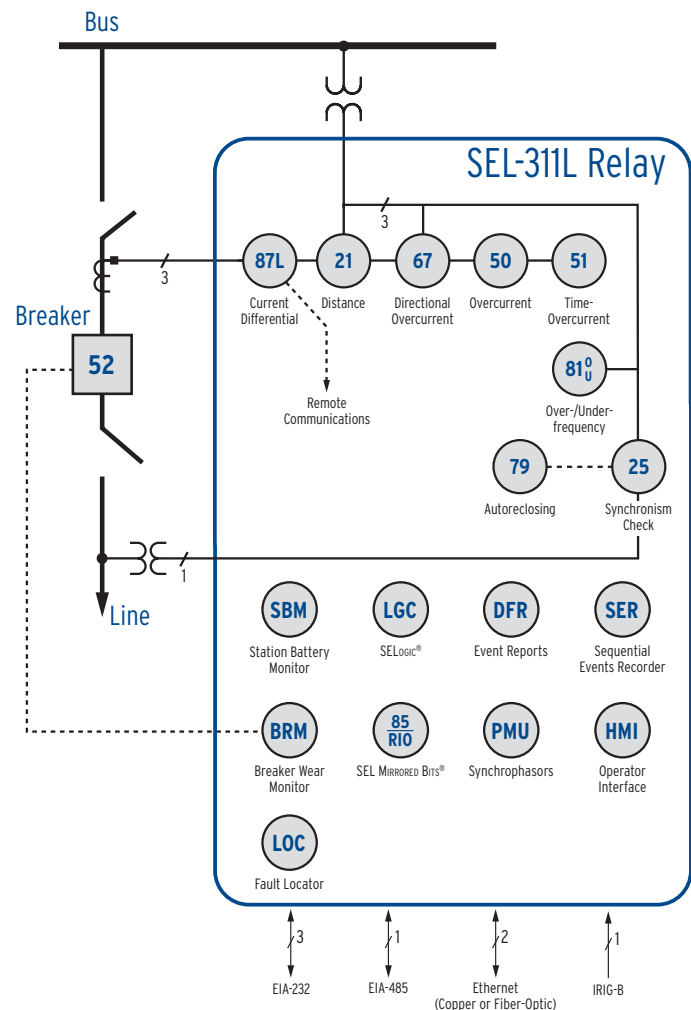 Bus
SEL-311L Relay
3
3
87L
21
67
50
51
Current
Differential
Distance
Directional
Overcurrent
Overcurrent
Time-
Overcurrent
Breaker
52
81 O
U
Remote
Communications
Over-/Under-
frequency
79
25
Autoreclosing
Synchronism
Check
1
Line
SBM
LGC
DFR
SER
Station Battery
Monitor
SELOGIC®
Event Reports
Sequential
Events Recorder
BRM
85
RIO
PMU
HMI
Breaker Wear
Monitor
SEL MIRRORED BITS®
Synchrophasors
Operator
Interface
LOC
Fault Locator
3
1
2
1
EIA-232
EIA-485
Ethernet
(Copper or Fiber-Optic)
IRIG-B